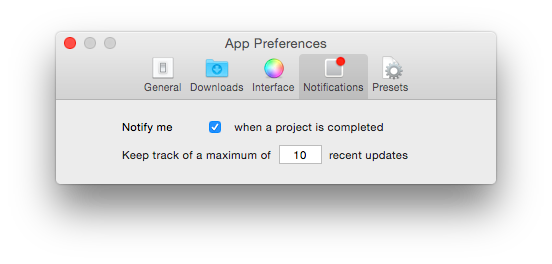 App Preferences
General Downloads Interface Notifications Presets
Notify me when a project is completed
Keep track of a maximum of 10 recent updates